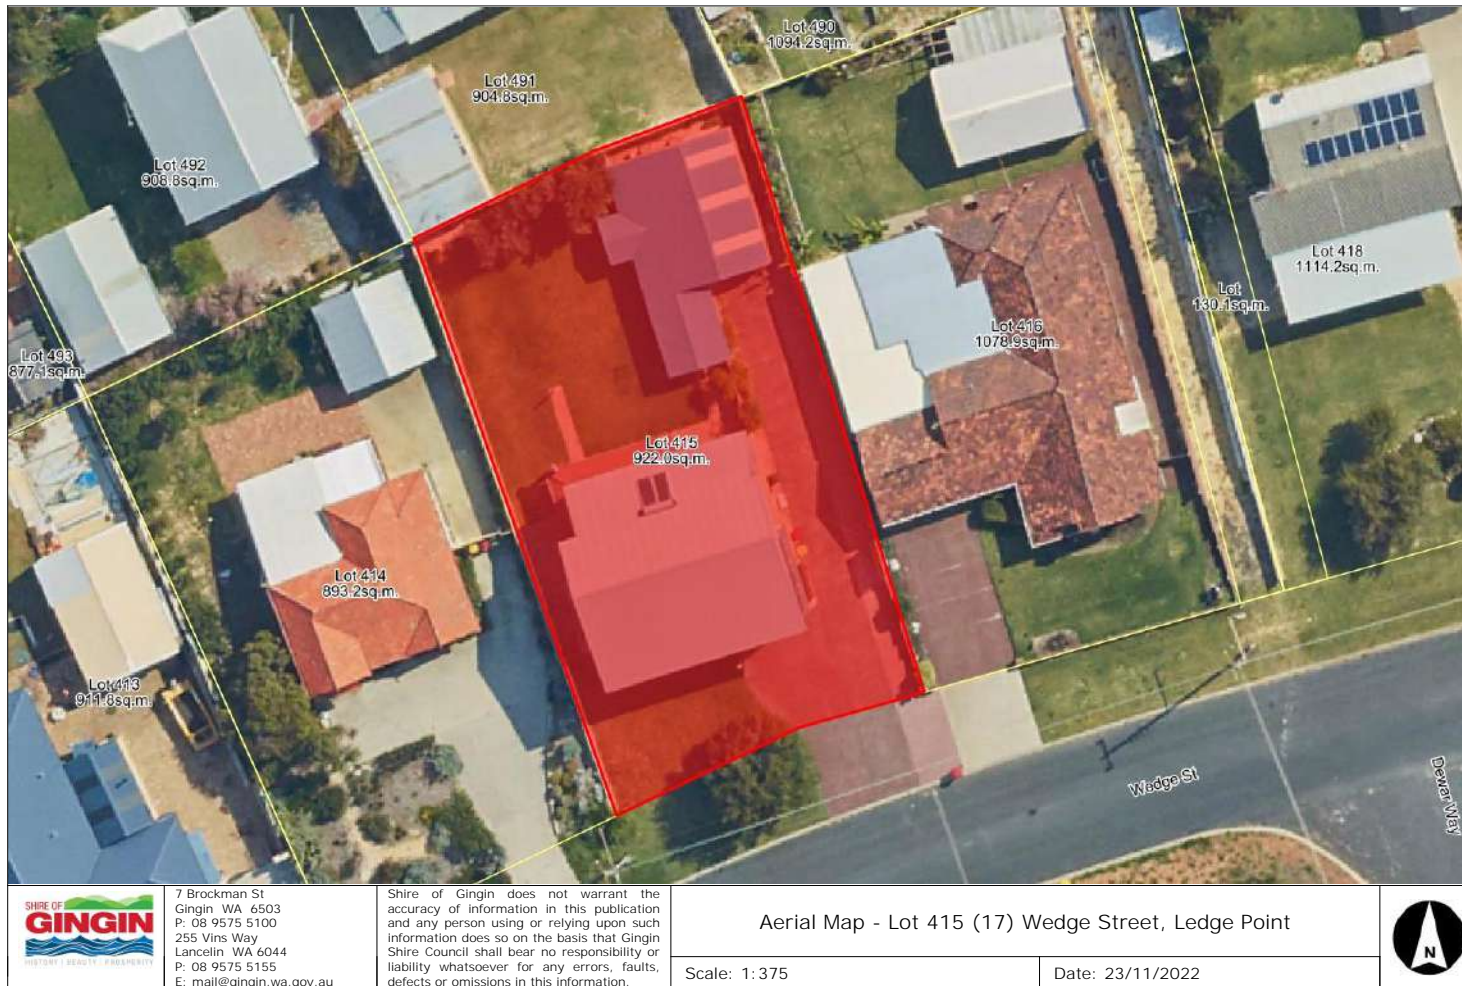 Lot 490
1094.2sq.m.
Lot 491
904.8sq.m.
Lot 492
908.8sq.m.
Lot 418
1114.2sq.m.
Lot
130.1sq.m.
Lot 416
1078.9sq.m.
Lot 493
877.1sq.m.
Lot 415
922.0sq.m.
Lot 414
893.2sq.m.
Lot 413
911.8sq.m.
Wedge St
Dewar Way
SHIRE OF
GINGIN
HISTORY | BEAUTY | PROSPERITY
7 Brockman St
Gingin WA 6503
P: 08 9575 5100
255 Vins Way
Lancelin WA 6044
P: 08 9575 5155
E: mail@gingin.wa.gov.au
Shire of Gingin does not warrant the
accuracy of information in this publication
and any person using or relying upon such
information does so on the basis that Gingin
Shire Council shall bear no responsibility or
liability whatsoever for any errors, faults,
defects or omissions in this information.
Aerial Map - Lot 415 (17) Wedge Street, Ledge Point
Scale: 1:375
Date: 23/11/2022
N